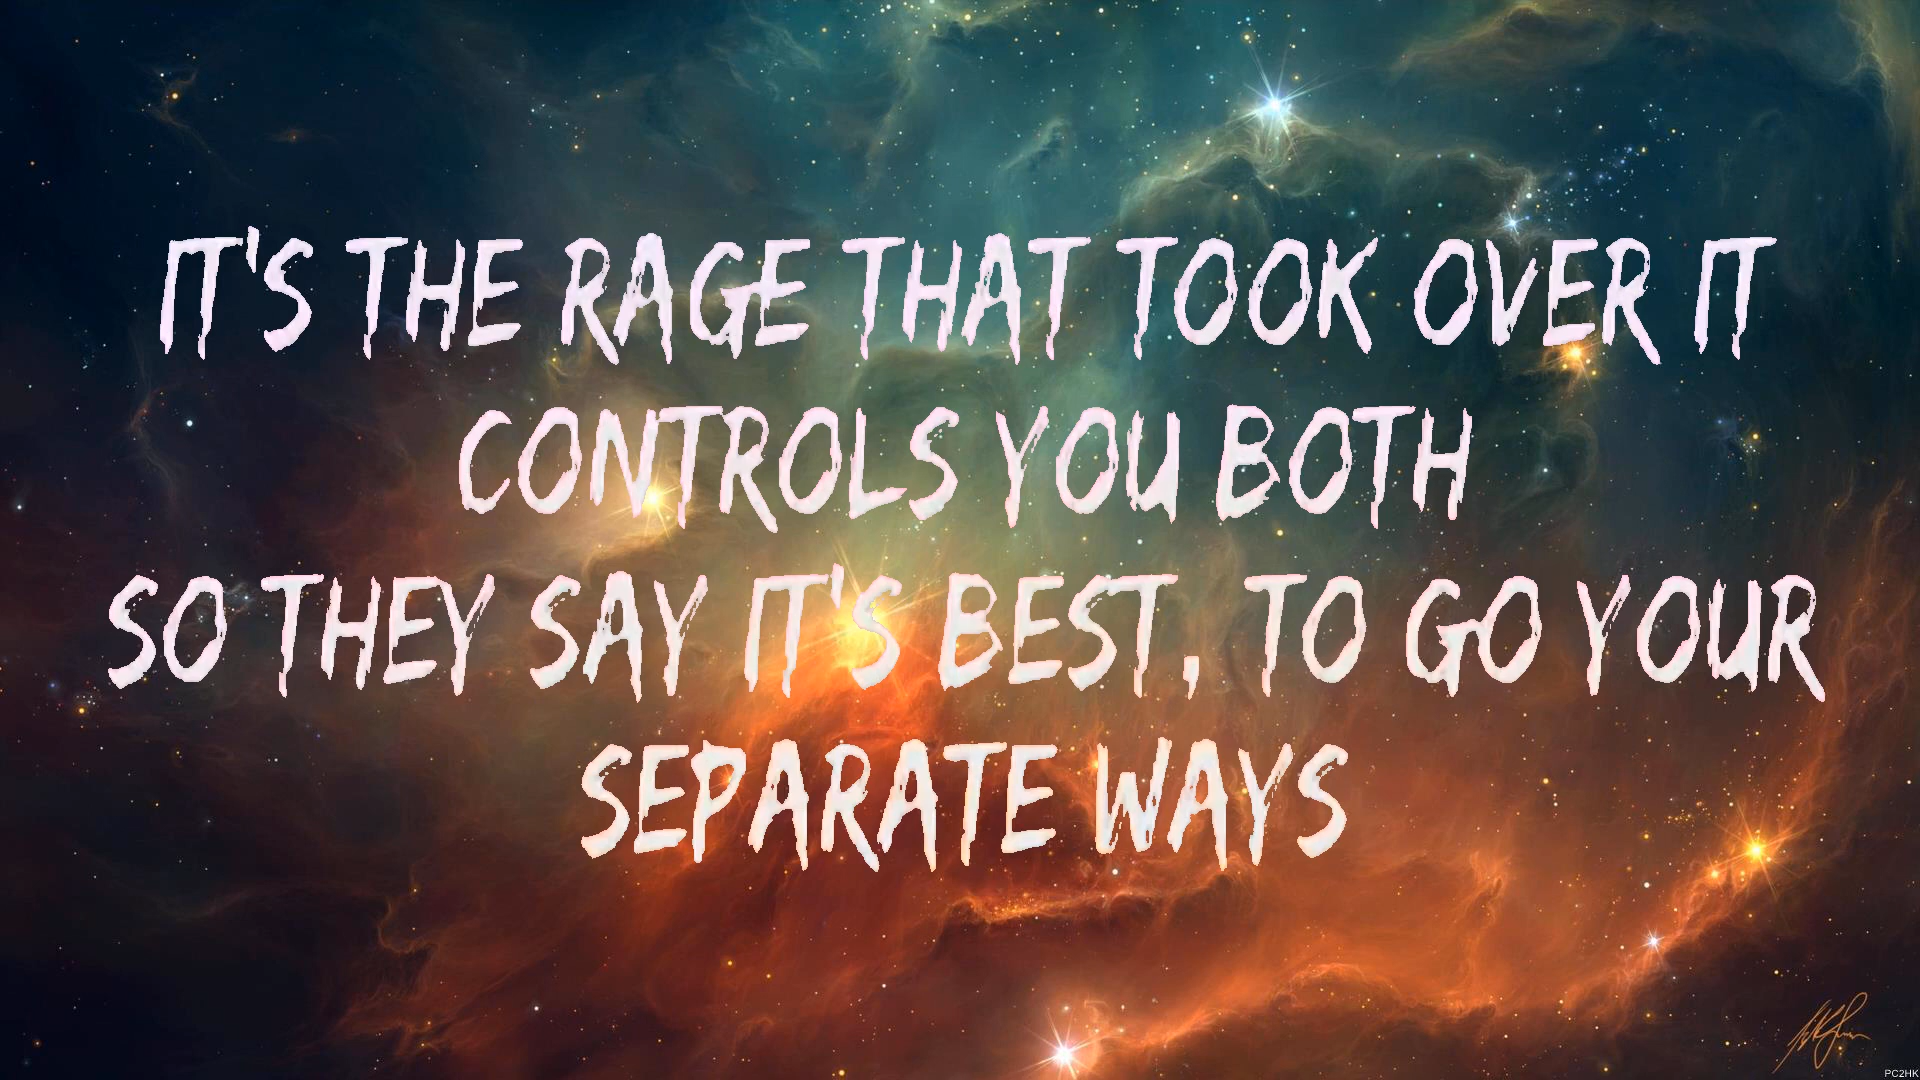 IT'S THE RAGE THAT TOOK OVER IT
CONTROLS YOU BOTH
SO THEY SAY IT'S BEST, TO GO YOUR
SEPARATE WAYS
PC2HK